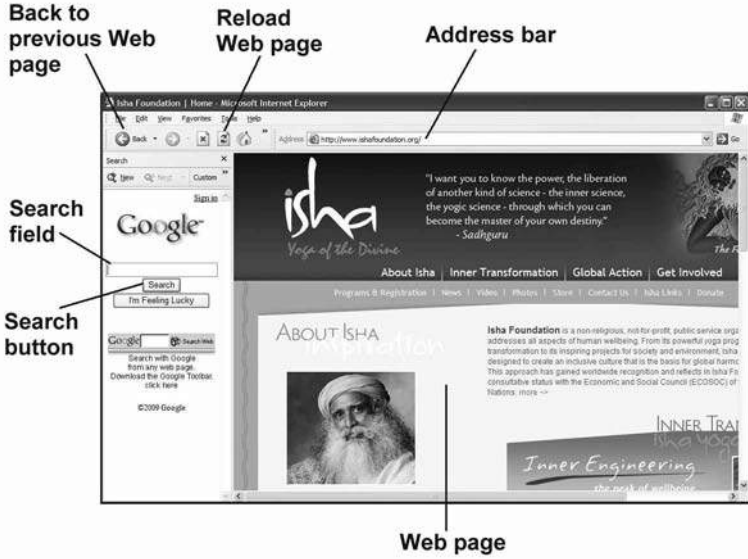 Back to
previous Web
page
Reload
Web page
Address bar
Isha Foundation | Home - Microsoft Internet Explorer
File Edit View Favorites Tools Help
Back
Address http://www.ishafoundation.org/ Go
Search
New Next Custom
Sign in
Google
Search
I'm Feeling Lucky
Google Search Web
Search with Google
from any web page.
Download the Google Toolbar.
click here
©2009 Google
Search
field
Search
button
isha
Yoga of the Divine
"I want you to know the power, the liberation
of another kind of science - the inner science,
the yogic science - through which you can
become the master of your own destiny."
- Sadhguru
The F
About Isha | Inner Transformation | Global Action | Get Involved
Programs & Registration | News | Video | Photos | Store | Contact Us | Isha Links | Donate
ABOUT ISHA
inspiration
Isha Foundation is a non-religious, not-for-profit, public service orga
addresses all aspects of human wellbeing. From its powerful yoga prog
transformation to its inspiring projects for society and environment, Isha
designed to create an inclusive culture that is the basis for global harmo
This approach has gained worldwide recognition and reflects in Isha Fo
consultative status with the Economic and Social Council (ECOSOC) of
Nations. more -->
INNER TRA
isha yoga
Inner Engineering
the peak of wellbeing
Web page